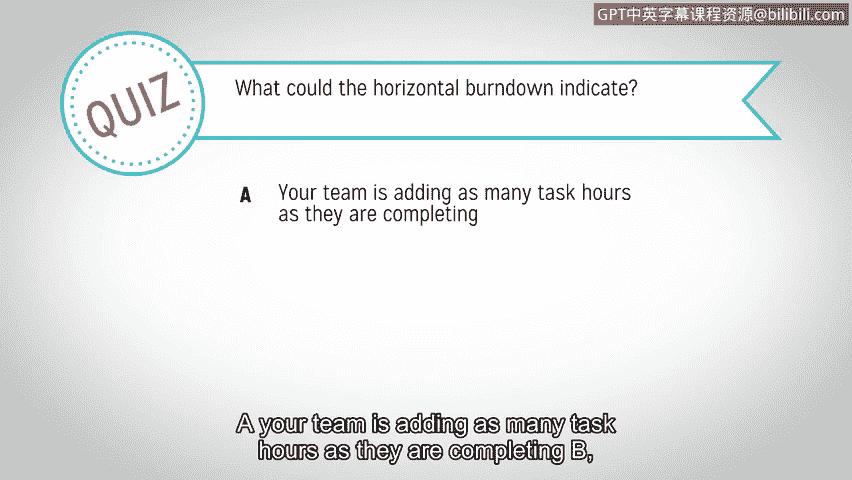 GPT中英字幕课程资源@bilibili.com
QUIZ
What could the horizontal burndown indicate?
A Your team is adding as many task hours
as they are completing
A your team is adding as many task
hours as they are completing B,